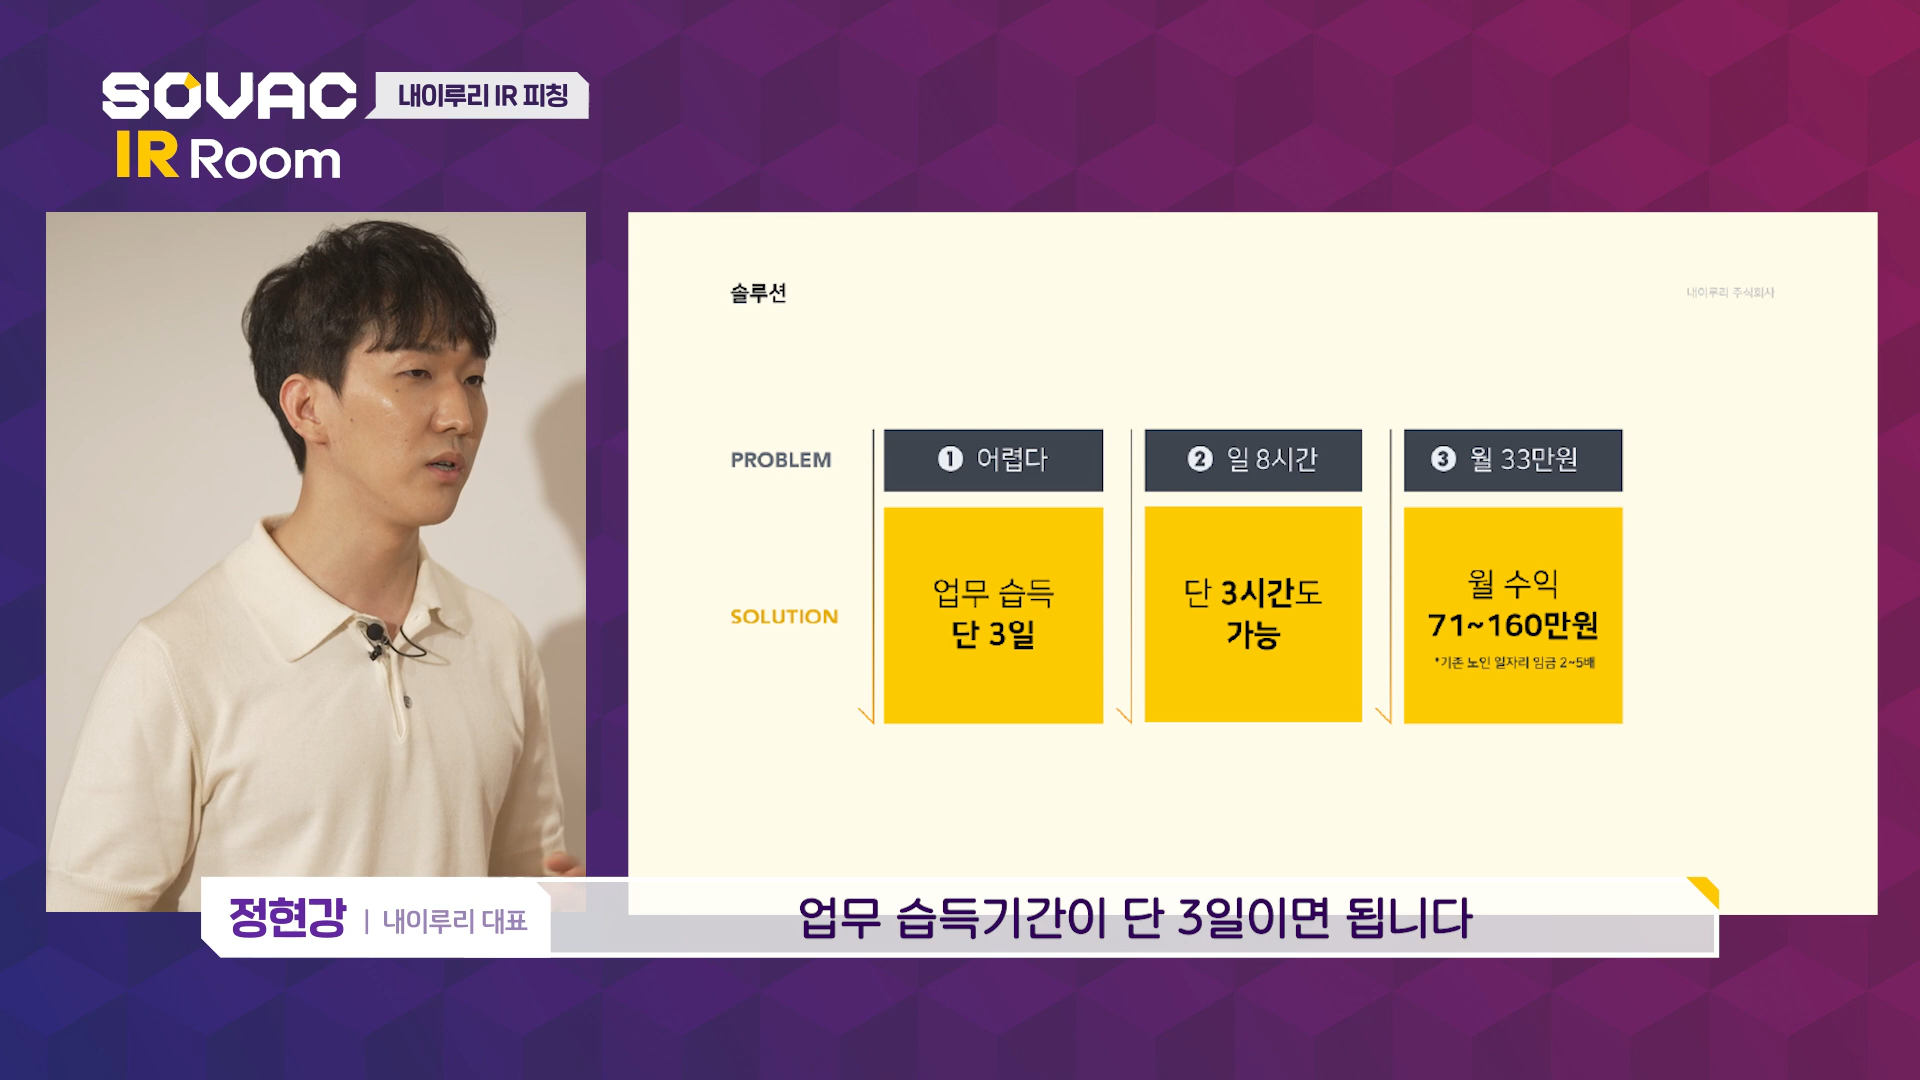 SOVAC
내이루리 IR 피칭
IR Room
솔루션
내이루리 주식회사
PROBLEM
1 어렵다
2 일 8시간
3 월 33만원
SOLUTION
업무 습득
단 3일
단 3시간도
가능
월 수익
71~160만원
*기존 노인 일자리 임금 2~5배
정현강 | 내이루리 대표
업무 습득기간이 단 3일이면 됩니다